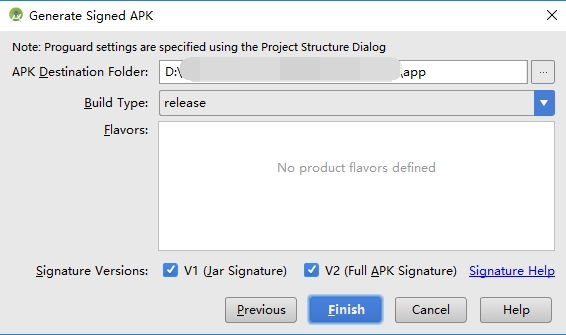 Generate Signed APK
Note: Proguard settings are specified using the Project Structure Dialog
APK Destination Folder: D:\ \app ...
Build Type: release
Flavors:
No product flavors defined
Signature Versions: V1 (Jar Signature) V2 (Full APK Signature) Signature Help
Previous Finish Cancel Help